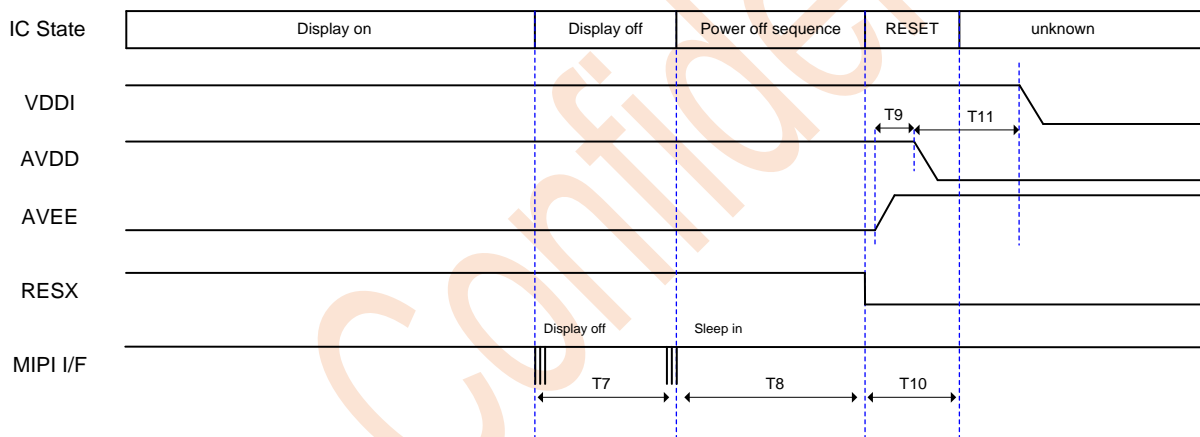 IC State
Display on
Display off
Power off sequence
RESET
unknown
VDDI
T9
T11
AVDD
AVEE
RESX
Display off
Sleep in
MIPI I/F
T7
T8
T10